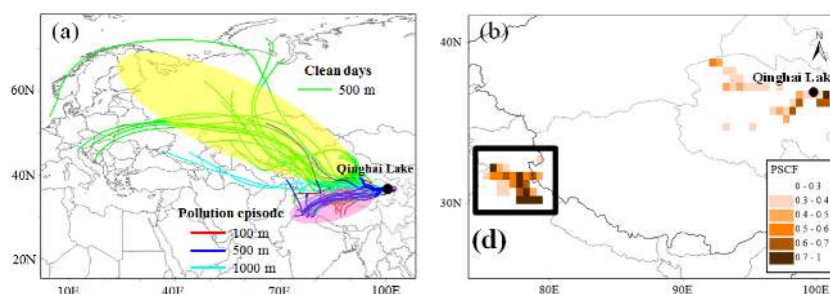 (a)
Clean days
500 m
60N
40N
20N
Qinghai Lake
Pollution episode
100 m
500 m
1000 m
10E
40E
70E
100E
(b)
N
40N
30N
Qinghai Lake
(d)
PSCF
0 - 0.3
0.3 - 0.4
0.4 - 0.5
0.5 - 0.6
0.6 - 0.7
0.7 - 1
80E
90E
100E